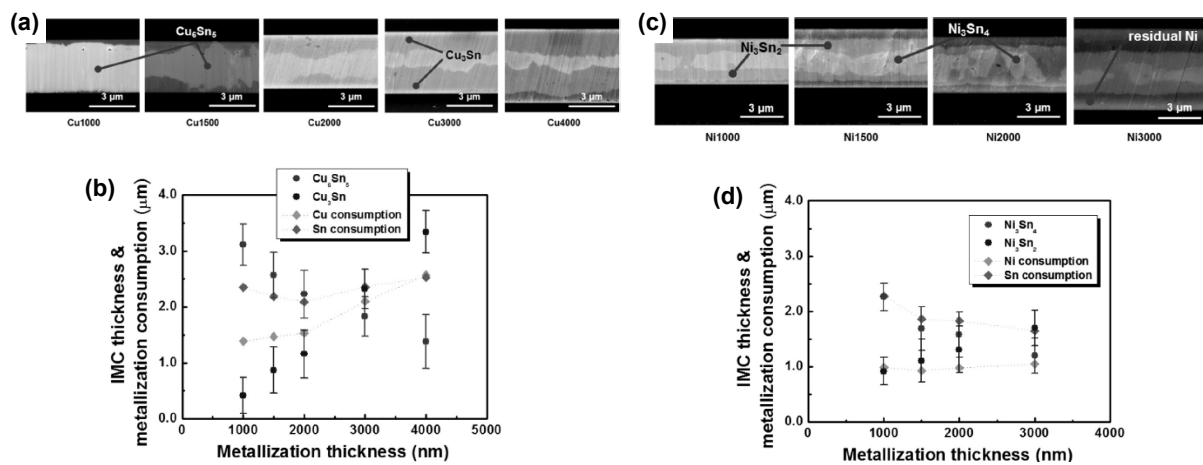 (a)
Cu₆Sn₅
Cu₃Sn
3 µm
3 µm
3 µm
3 µm
3 µm
Cu1000
Cu1500
Cu2000
Cu3000
Cu4000
(b)
Cu₆Sn₅
Cu₃Sn
Cu consumption
Sn consumption
4.0
3.0
2.0
1.0
0.0
IMC thickness &
metallization consumption (µm)
0
1000
2000
3000
4000
5000
Metallization thickness (nm)
(c)
Ni₃Sn₂
Ni₃Sn₄
residual Ni
3 µm
3 µm
3 µm
3 µm
Ni1000
Ni1500
Ni2000
Ni3000
(d)
Ni₃Sn₄
Ni₃Sn₂
Ni consumption
Sn consumption
4.0
3.0
2.0
1.0
0.0
IMC thickness &
metallization consumption (µm)
0
1000
2000
3000
4000
Metallization thickness (nm)